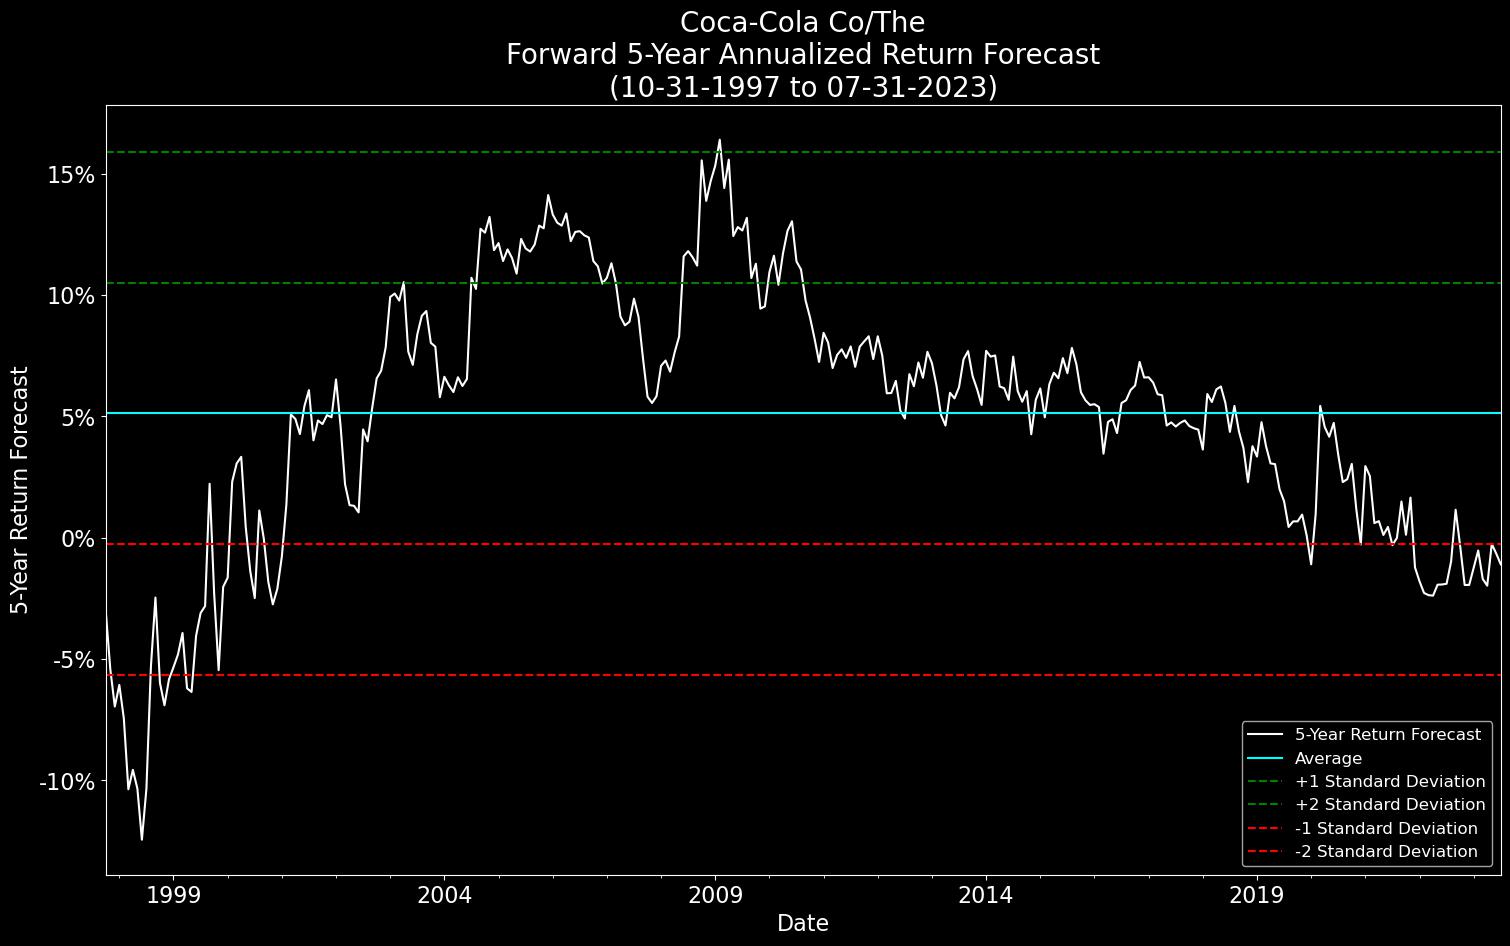 Coca-Cola Co/The
Forward 5-Year Annualized Return Forecast
(10-31-1997 to 07-31-2023)
5-Year Return Forecast
15%
10%
5%
0%
-5%
-10%
5-Year Return Forecast
Average
+1 Standard Deviation
+2 Standard Deviation
-1 Standard Deviation
-2 Standard Deviation
1999 2004 2009 2014 2019
Date